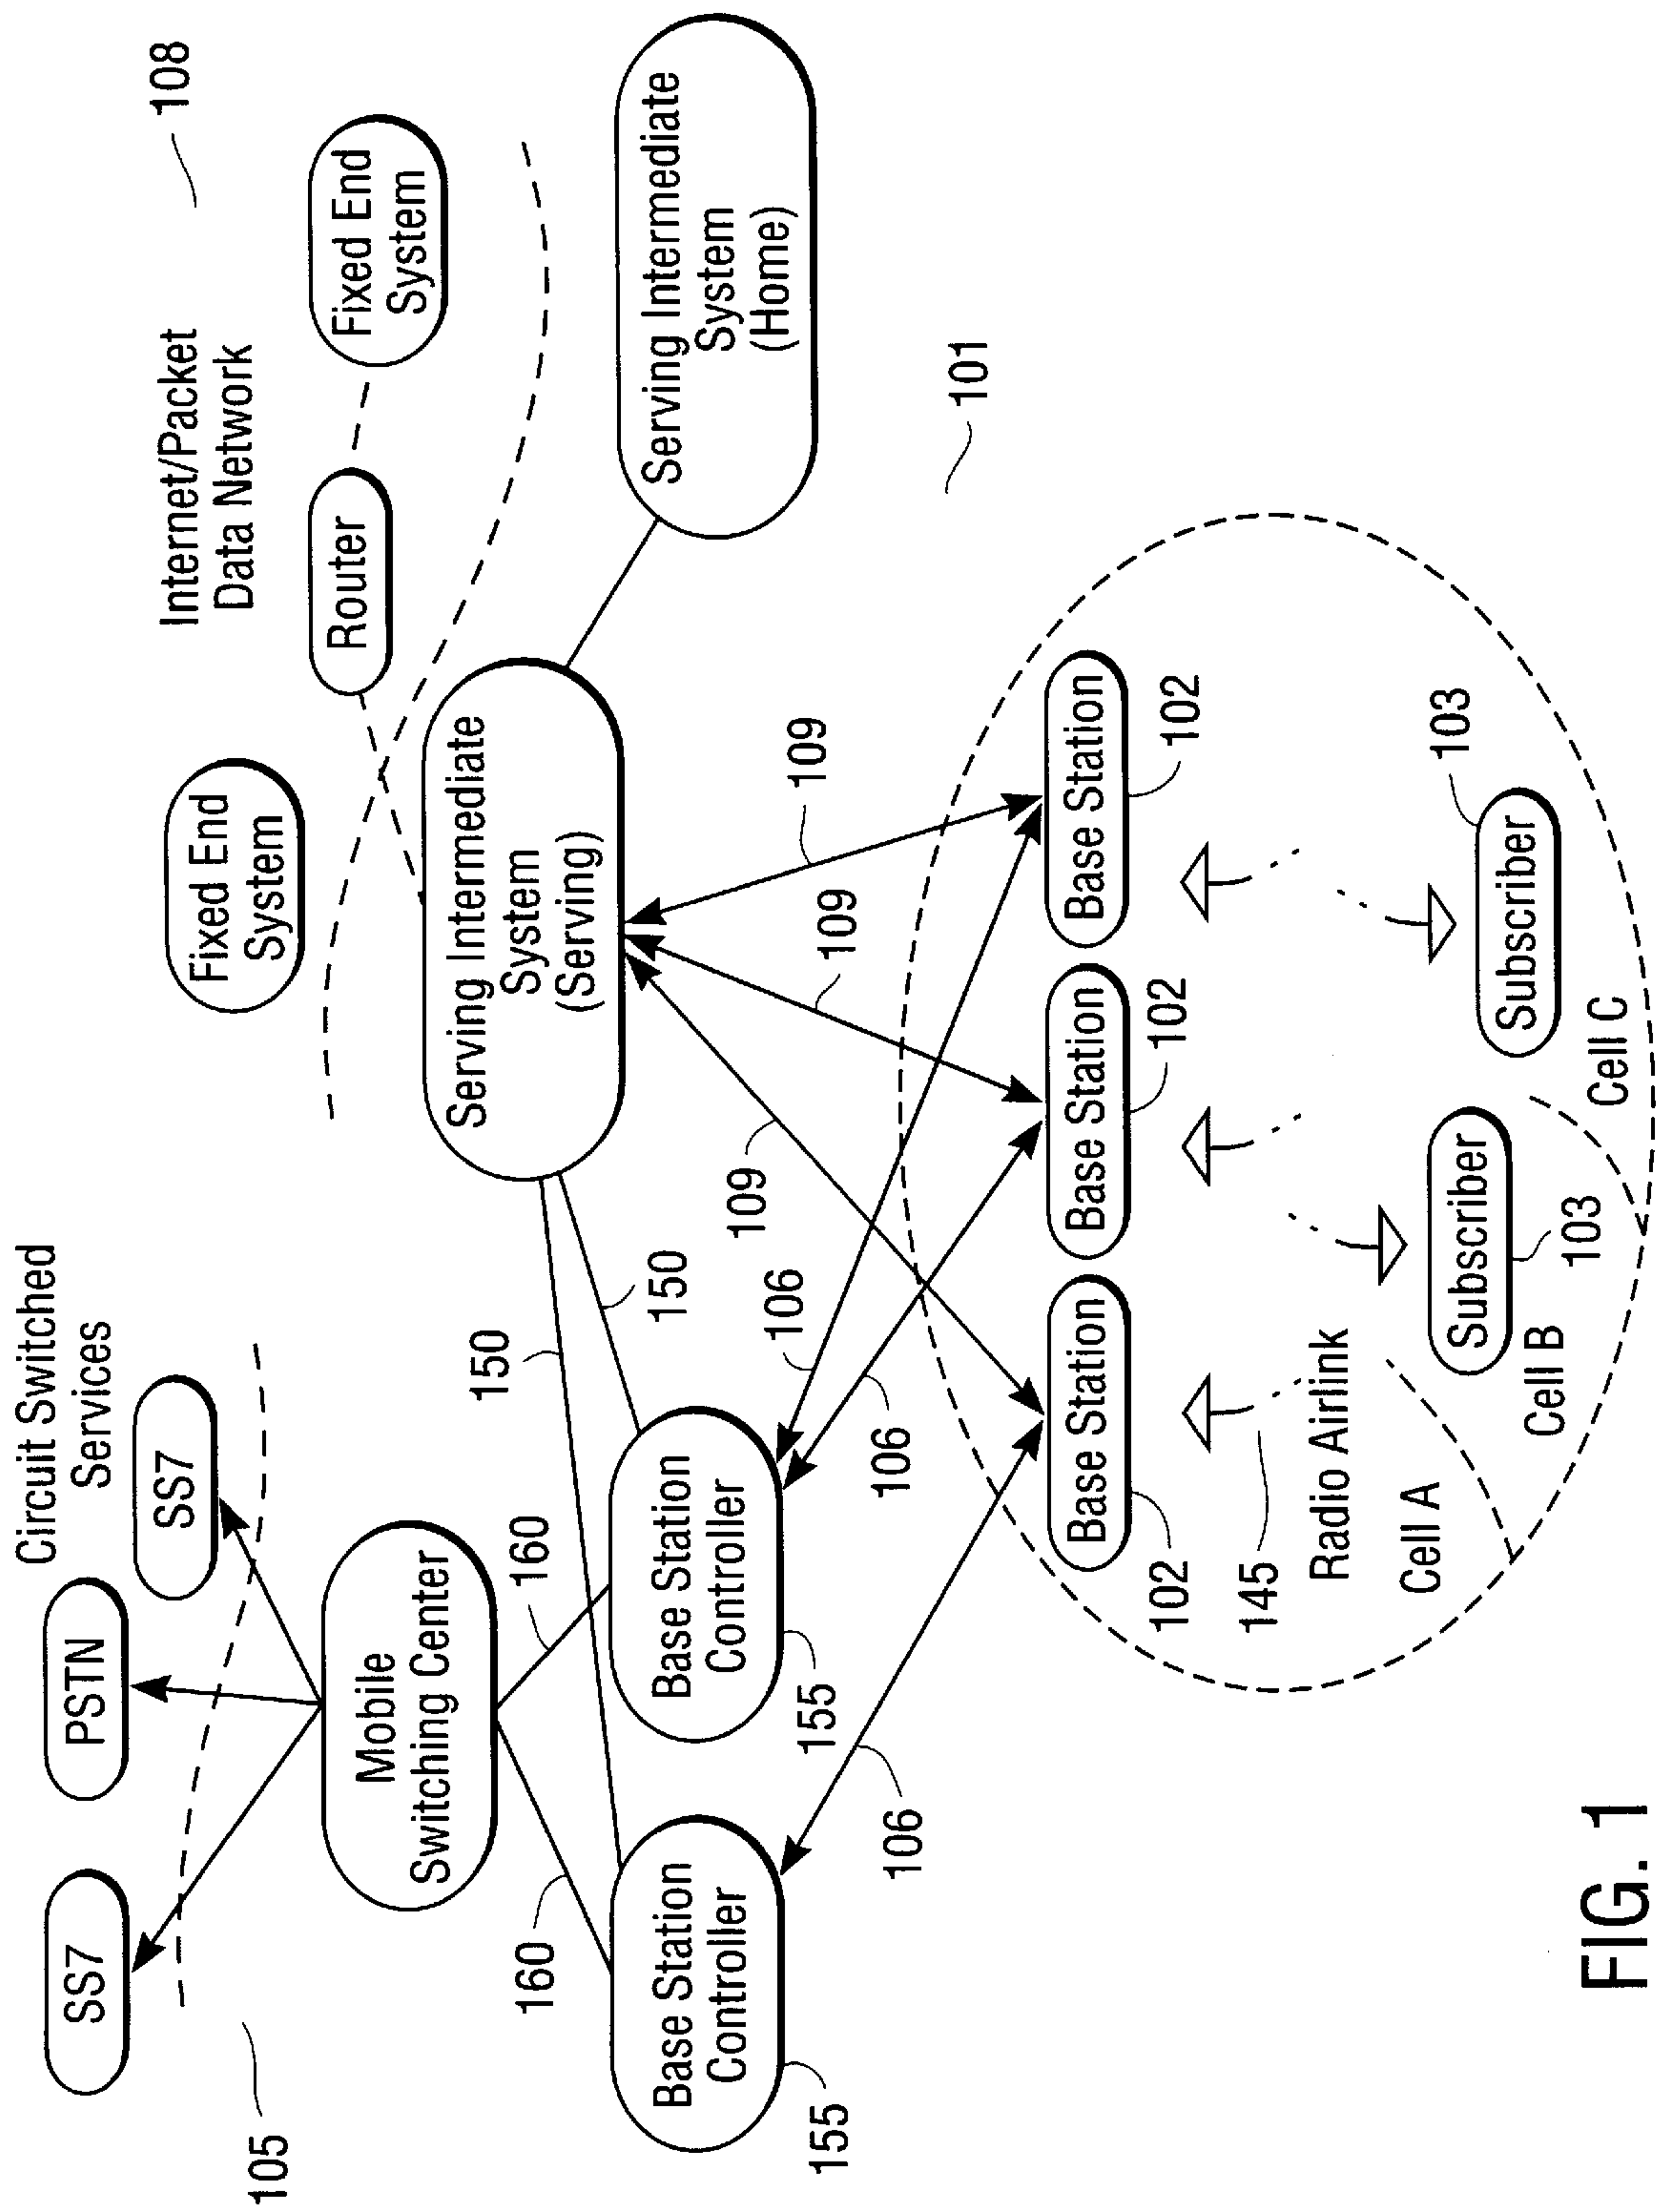 Circuit Switched
Services
Internet/Packet
Data Network
108
105
SS7
PSTN
SS7
Fixed End
System
Router
Fixed End
System
Mobile
Switching Center
Serving Intermediate
System
(Serving)
Serving Intermediate
System
(Home)
160
160
150
150
Base Station
Controller
155
Base Station
Controller
155
106
106
106
109
109
109
101
Base Station
102
Base Station
102
Base Station
102
145
Radio Airlink
Cell A
Subscriber
103
Cell B
Subscriber
103
Cell C
FIG. 1